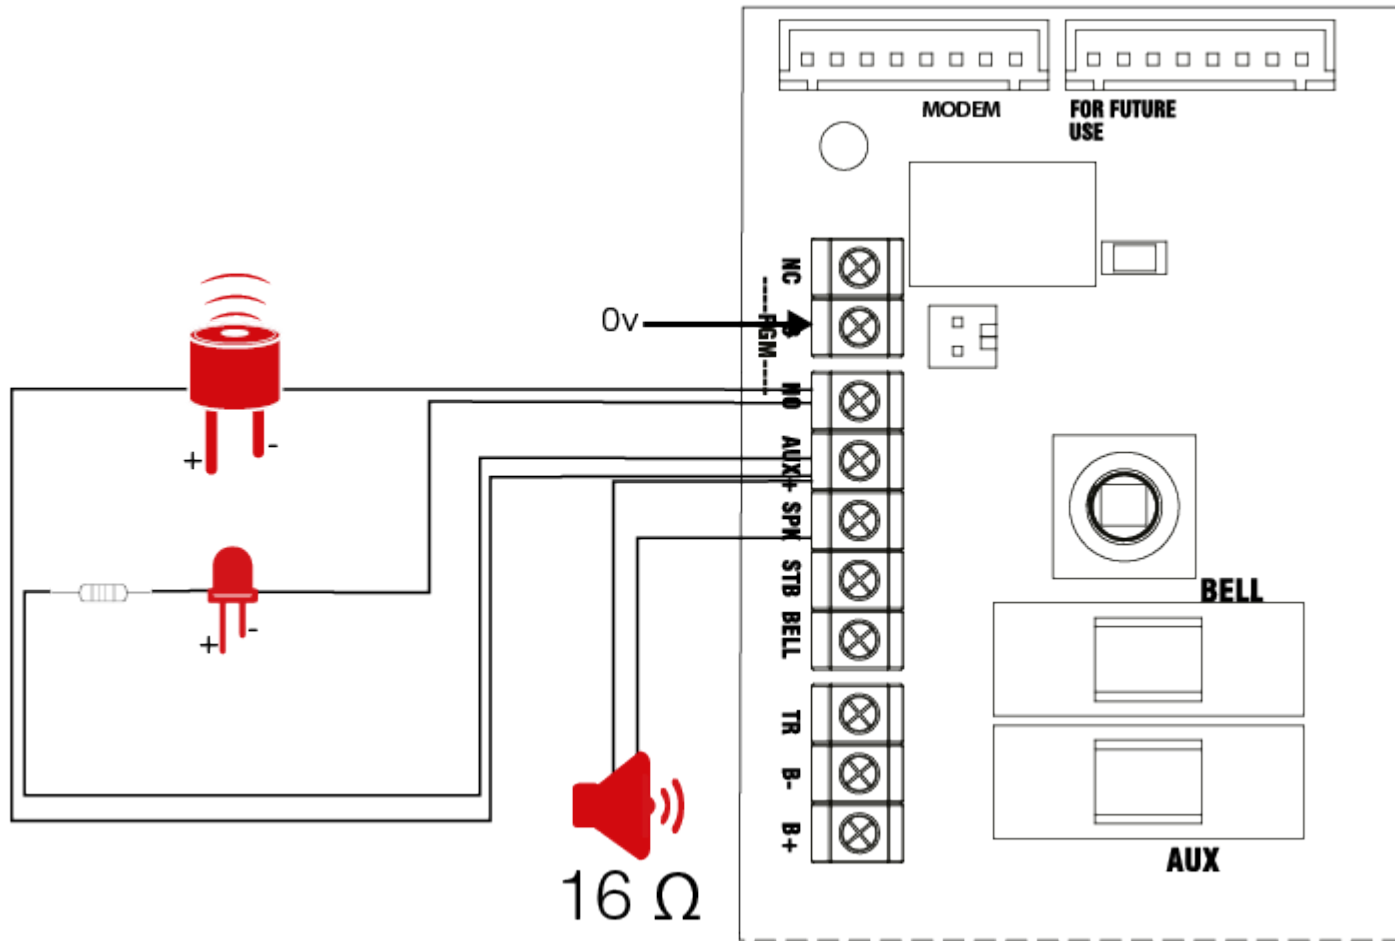 MODEM
FOR FUTURE
USE
NC
0v
PGM
NO
AUX+
SPK
STB
BELL
TR
B-
B+
+
-
+
-
16 Ω
BELL
AUX